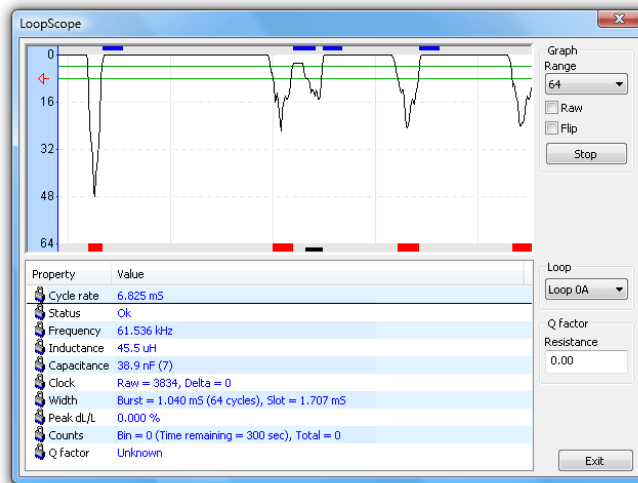 LoopScope
0
16
32
48
64
Graph
Range
64
Raw
Flip
Stop
Property Value
Cycle rate 6.825 mS
Status Ok
Frequency 61.536 kHz
Inductance 45.5 uH
Capacitance 38.9 nF (7)
Clock Raw = 3834, Delta = 0
Width Burst = 1.040 mS (64 cycles), Slot = 1.707 mS
Peak dL/L 0.000 %
Counts Bin = 0 (Time remaining = 300 sec), Total = 0
Q factor Unknown
Loop
Loop 0A
Q factor
Resistance
0.00
Exit